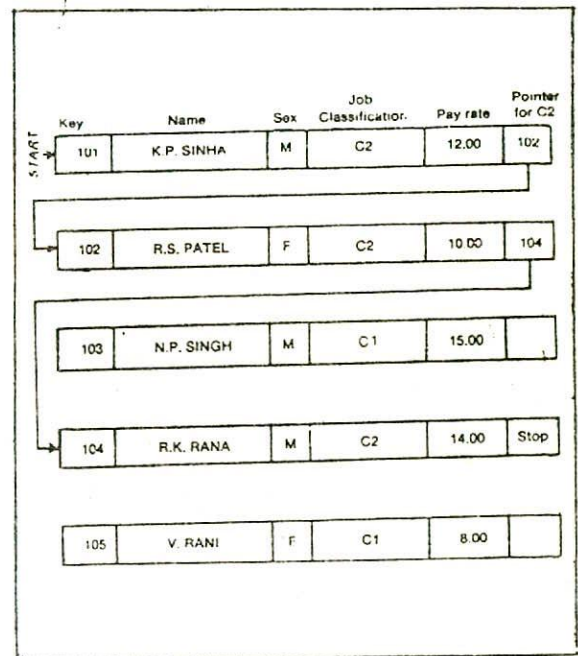 Key Name Sex Job Classification Pay rate Pointer for C2
START 101 K.P. SINHA M C2 12.00 102
102 R.S. PATEL F C2 10.00 104
103 N.P. SINGH M C1 15.00
104 R.K. RANA M C2 14.00 Stop
105 V. RANI F C1 8.00